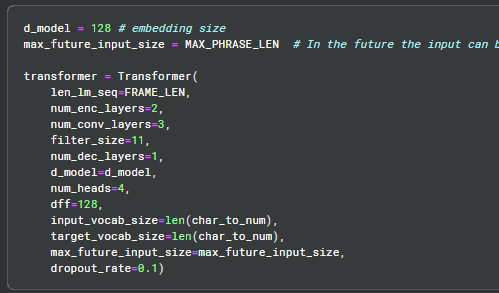 d_model = 128 # embedding size
max_future_input_size = MAX_PHRASE_LEN  # In the future the input can b
transformer = Transformer(
    len_lm_seq=FRAME_LEN,
    num_enc_layers=2,
    num_conv_layers=3,
    filter_size=11,
    num_dec_layers=1,
    d_model=d_model,
    num_heads=4,
    dff=128,
    input_vocab_size=len(char_to_num),
    target_vocab_size=len(char_to_num),
    max_future_input_size=max_future_input_size,
    dropout_rate=0.1)